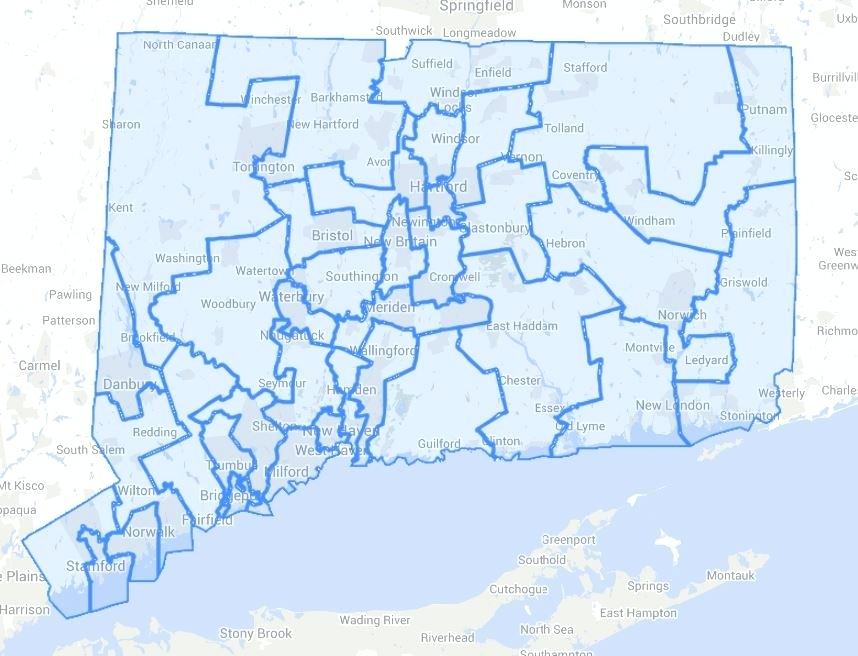 Sheffield
Springfield
Monson
Southbridge
Southwick
Longmeadow
Dudley
North Canaan
Suffield
Enfield
Stafford
Burrillvi
Winchester
Barkhamsted
Windsor
Locks
Putnam
Gloceste
Sharon
New Hartford
Windsor
Tolland
Torrington
Avon
Vernon
Killingly
Coventry
Hartford
Kent
Newington
Glastonbury
Windham
Bristol
New Britain
Hebron
Plainfield
Beekman
Washington
Watertown
Southington
Cromwell
Wes
Greenw
Pawling
New Milford
Waterbury
Griswold
Woodbury
Meriden
Patterson
Norwich
Brookfield
Naugatuck
East Haddam
Richmo
Carmel
Wallingford
Montville
Ledyard
Danbury
Seymour
Hamden
Chester
Westerly
Charle
Essex
New London
Stonington
Redding
Shelton
New Haven
Old Lyme
South Salem
West Haven
Guilford
Clinton
Trumbull
Milford
Mt Kisco
Wilton
Bridgeport
opaqua
Fairfield
Norwalk
Greenport
Stamford
Southold
e Plains
Cutchogue
Springs
Montauk
Harrison
East Hampton
Wading River
Stony Brook
North Sea
Riverhead
Southampton